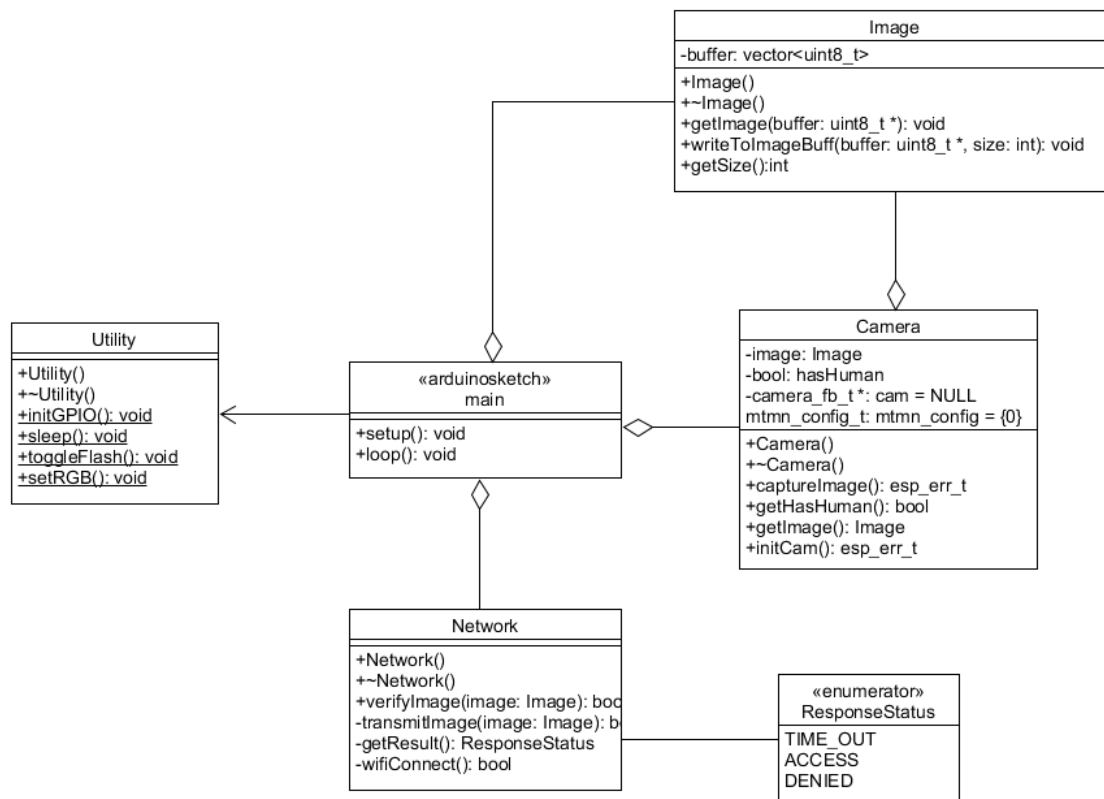 Image
-buffer: vector<uint8_t>
+Image()
+~Image()
+getImage(buffer: uint8_t *): void
+writeToImageBuff(buffer: uint8_t *, size: int): void
+getSize():int
Utility
+Utility()
+~Utility()
+initGPIO(): void
+sleep(): void
+toggleFlash(): void
+setRGB(): void
«arduinosketch»
main
+setup(): void
+loop(): void
Camera
-image: Image
-bool: hasHuman
-camera_fb_t *: cam = NULL
mtmn_config_t: mtmn_config = {0}
+Camera()
+~Camera()
+captureImage(): esp_err_t
+getHasHuman(): bool
+getImage(): Image
+initCam(): esp_err_t
Network
+Network()
+~Network()
+verifyImage(image: Image): boo
-transmitImage(image: Image): b
-getResult(): ResponseStatus
-wifiConnect(): bool
«enumerator»
ResponseStatus
TIME_OUT
ACCESS
DENIED